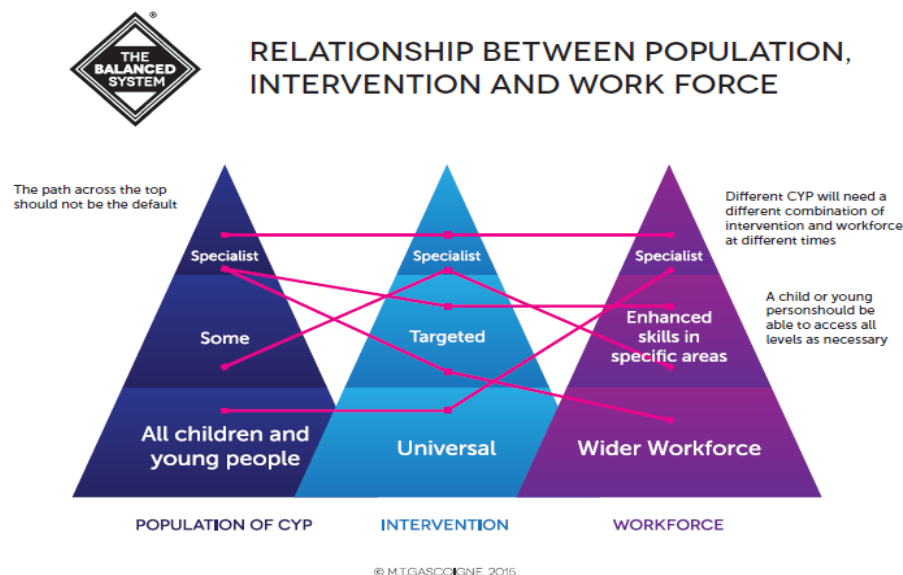 ®
THE
BALANCED
SYSTEM
RELATIONSHIP BETWEEN POPULATION,
INTERVENTION AND WORK FORCE
The path across the top
should not be the default
Different CYP will need a
different combination of
intervention and workforce
at different times
A child or young
personshould be
able to access all
levels as necessary
Specialist
Some
All children and
young people
Specialist
Targeted
Universal
Specialist
Enhanced
skills in
specific areas
Wider Workforce
POPULATION OF CYP
INTERVENTION
WORKFORCE
© M.T.GASCOIGNE, 2015